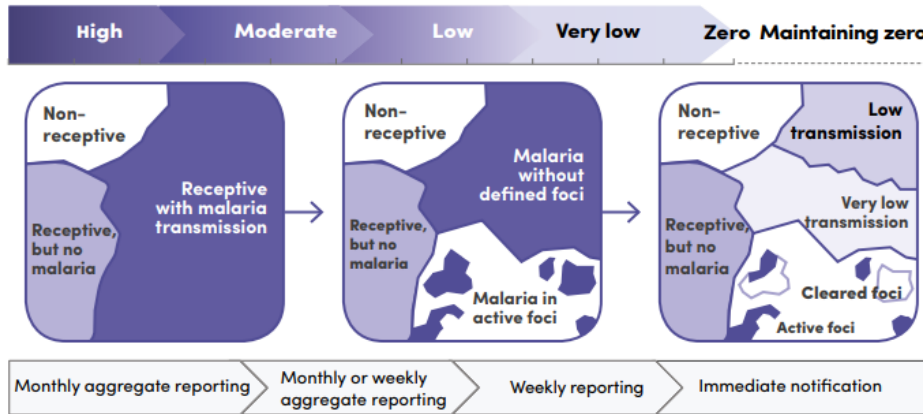 High
Moderate
Low
Very low
Zero
Maintaining zero
Non-
receptive
Receptive
with malaria
transmission
Receptive,
but no
malaria
Non-
receptive
Malaria
without
defined foci
Receptive,
but no
malaria
Malaria in
active foci
Non-
receptive
Low
transmission
Very low
transmission
Receptive,
but no
malaria
Cleared foci
Active foci
Monthly aggregate reporting
Monthly or weekly
aggregate reporting
Weekly reporting
Immediate notification